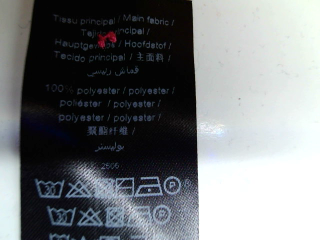 Tissu principal / Main fabric /
Tejido principal /
Hauptgewebe / Hoofdstof /
Tecido principal / 主面料 /
قماش رئيسي
100% polyester / polyester /
poliéster / polyester /
polyester / polyester /
聚酯纤维 /
بوليستر